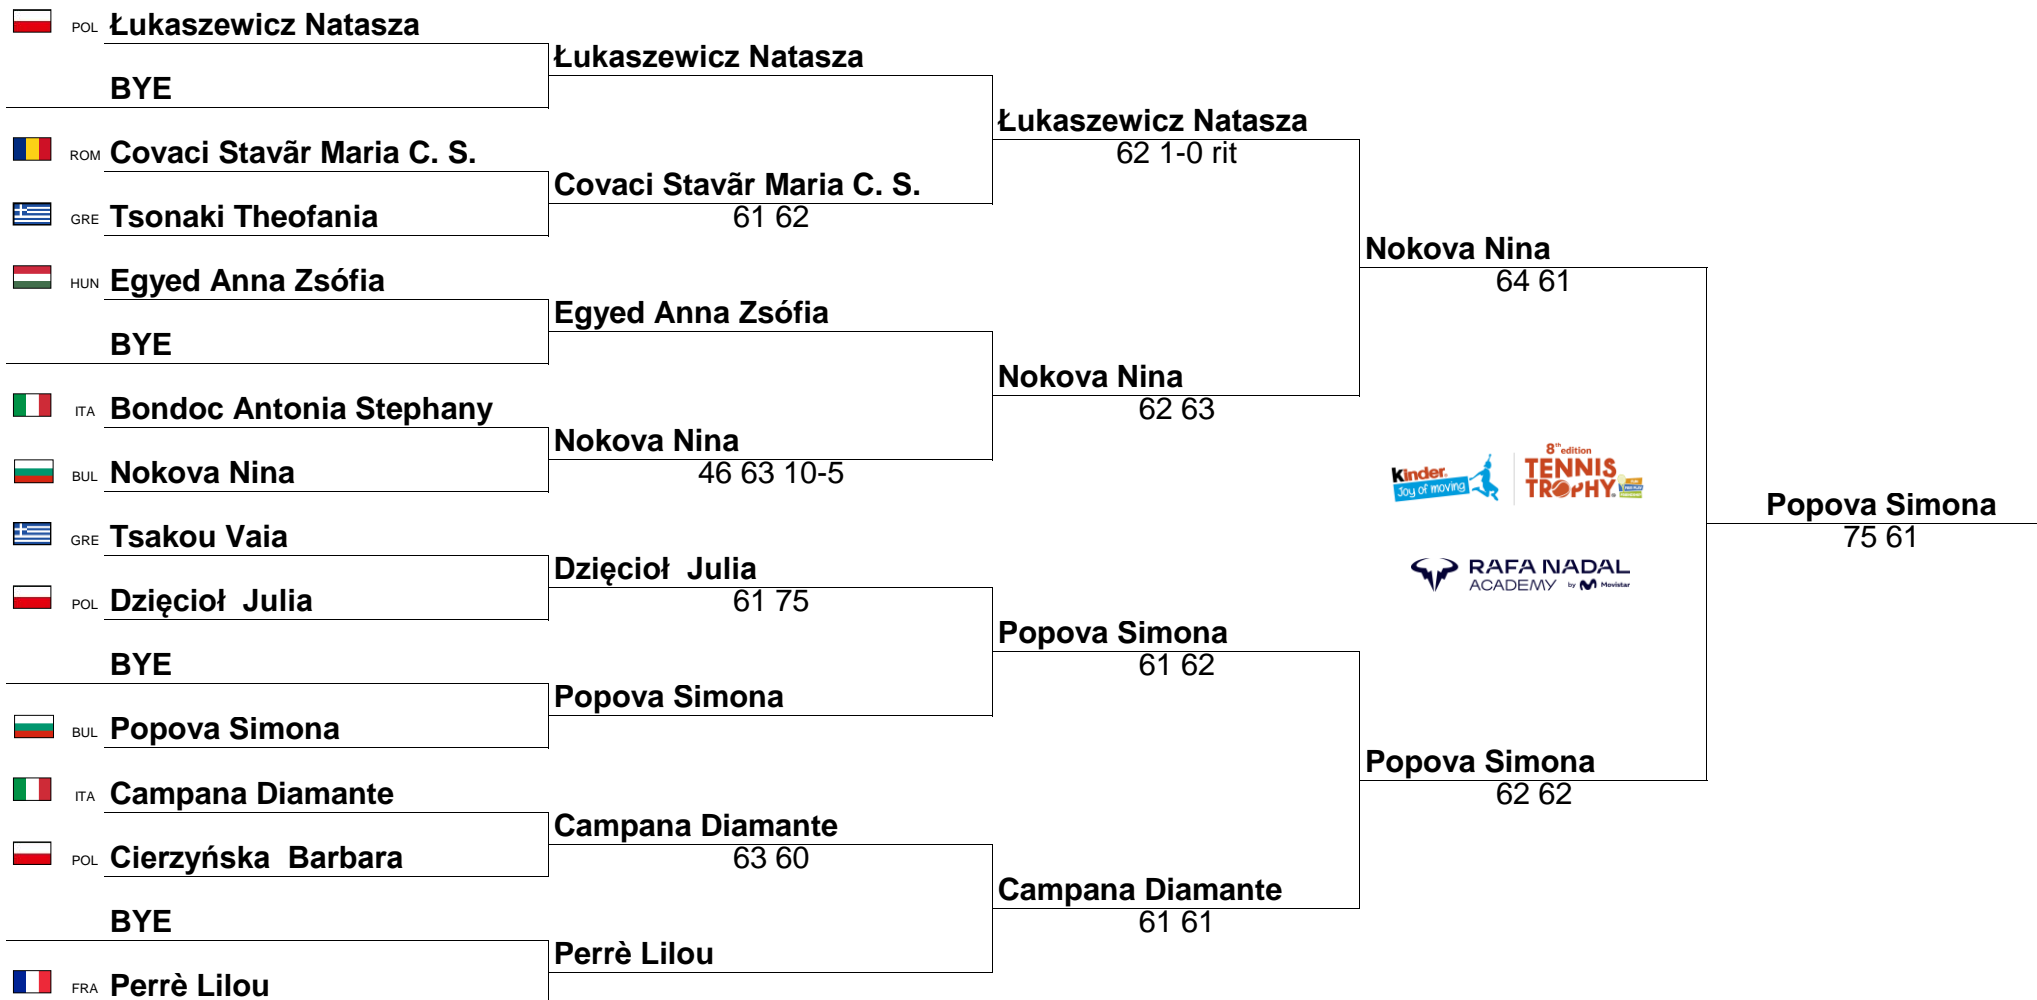 POL Łukaszewicz Natasza
BYE
ROM Covaci Stavãr Maria C. S.
GRE Tsonaki Theofania
HUN Egyed Anna Zsófia
BYE
ITA Bondoc Antonia Stephany
BUL Nokova Nina
GRE Tsakou Vaia
POL Dzięcioł Julia
BYE
BUL Popova Simona
ITA Campana Diamante
POL Cierzyńska Barbara
BYE
FRA Perrè Lilou
Łukaszewicz Natasza
Covaci Stavãr Maria C. S.
61 62
Egyed Anna Zsófia
Nokova Nina
46 63 10-5
Dzięcioł Julia
61 75
Popova Simona
Campana Diamante
63 60
Perrè Lilou
Łukaszewicz Natasza
62 1-0 rit
Nokova Nina
62 63
Popova Simona
61 62
Campana Diamante
61 61
Nokova Nina
64 61
Popova Simona
62 62
Kinder
Joy of moving
8th edition
TENNIS
TROPHY
RAFA NADAL
ACADEMY by Movistar
Popova Simona
75 61